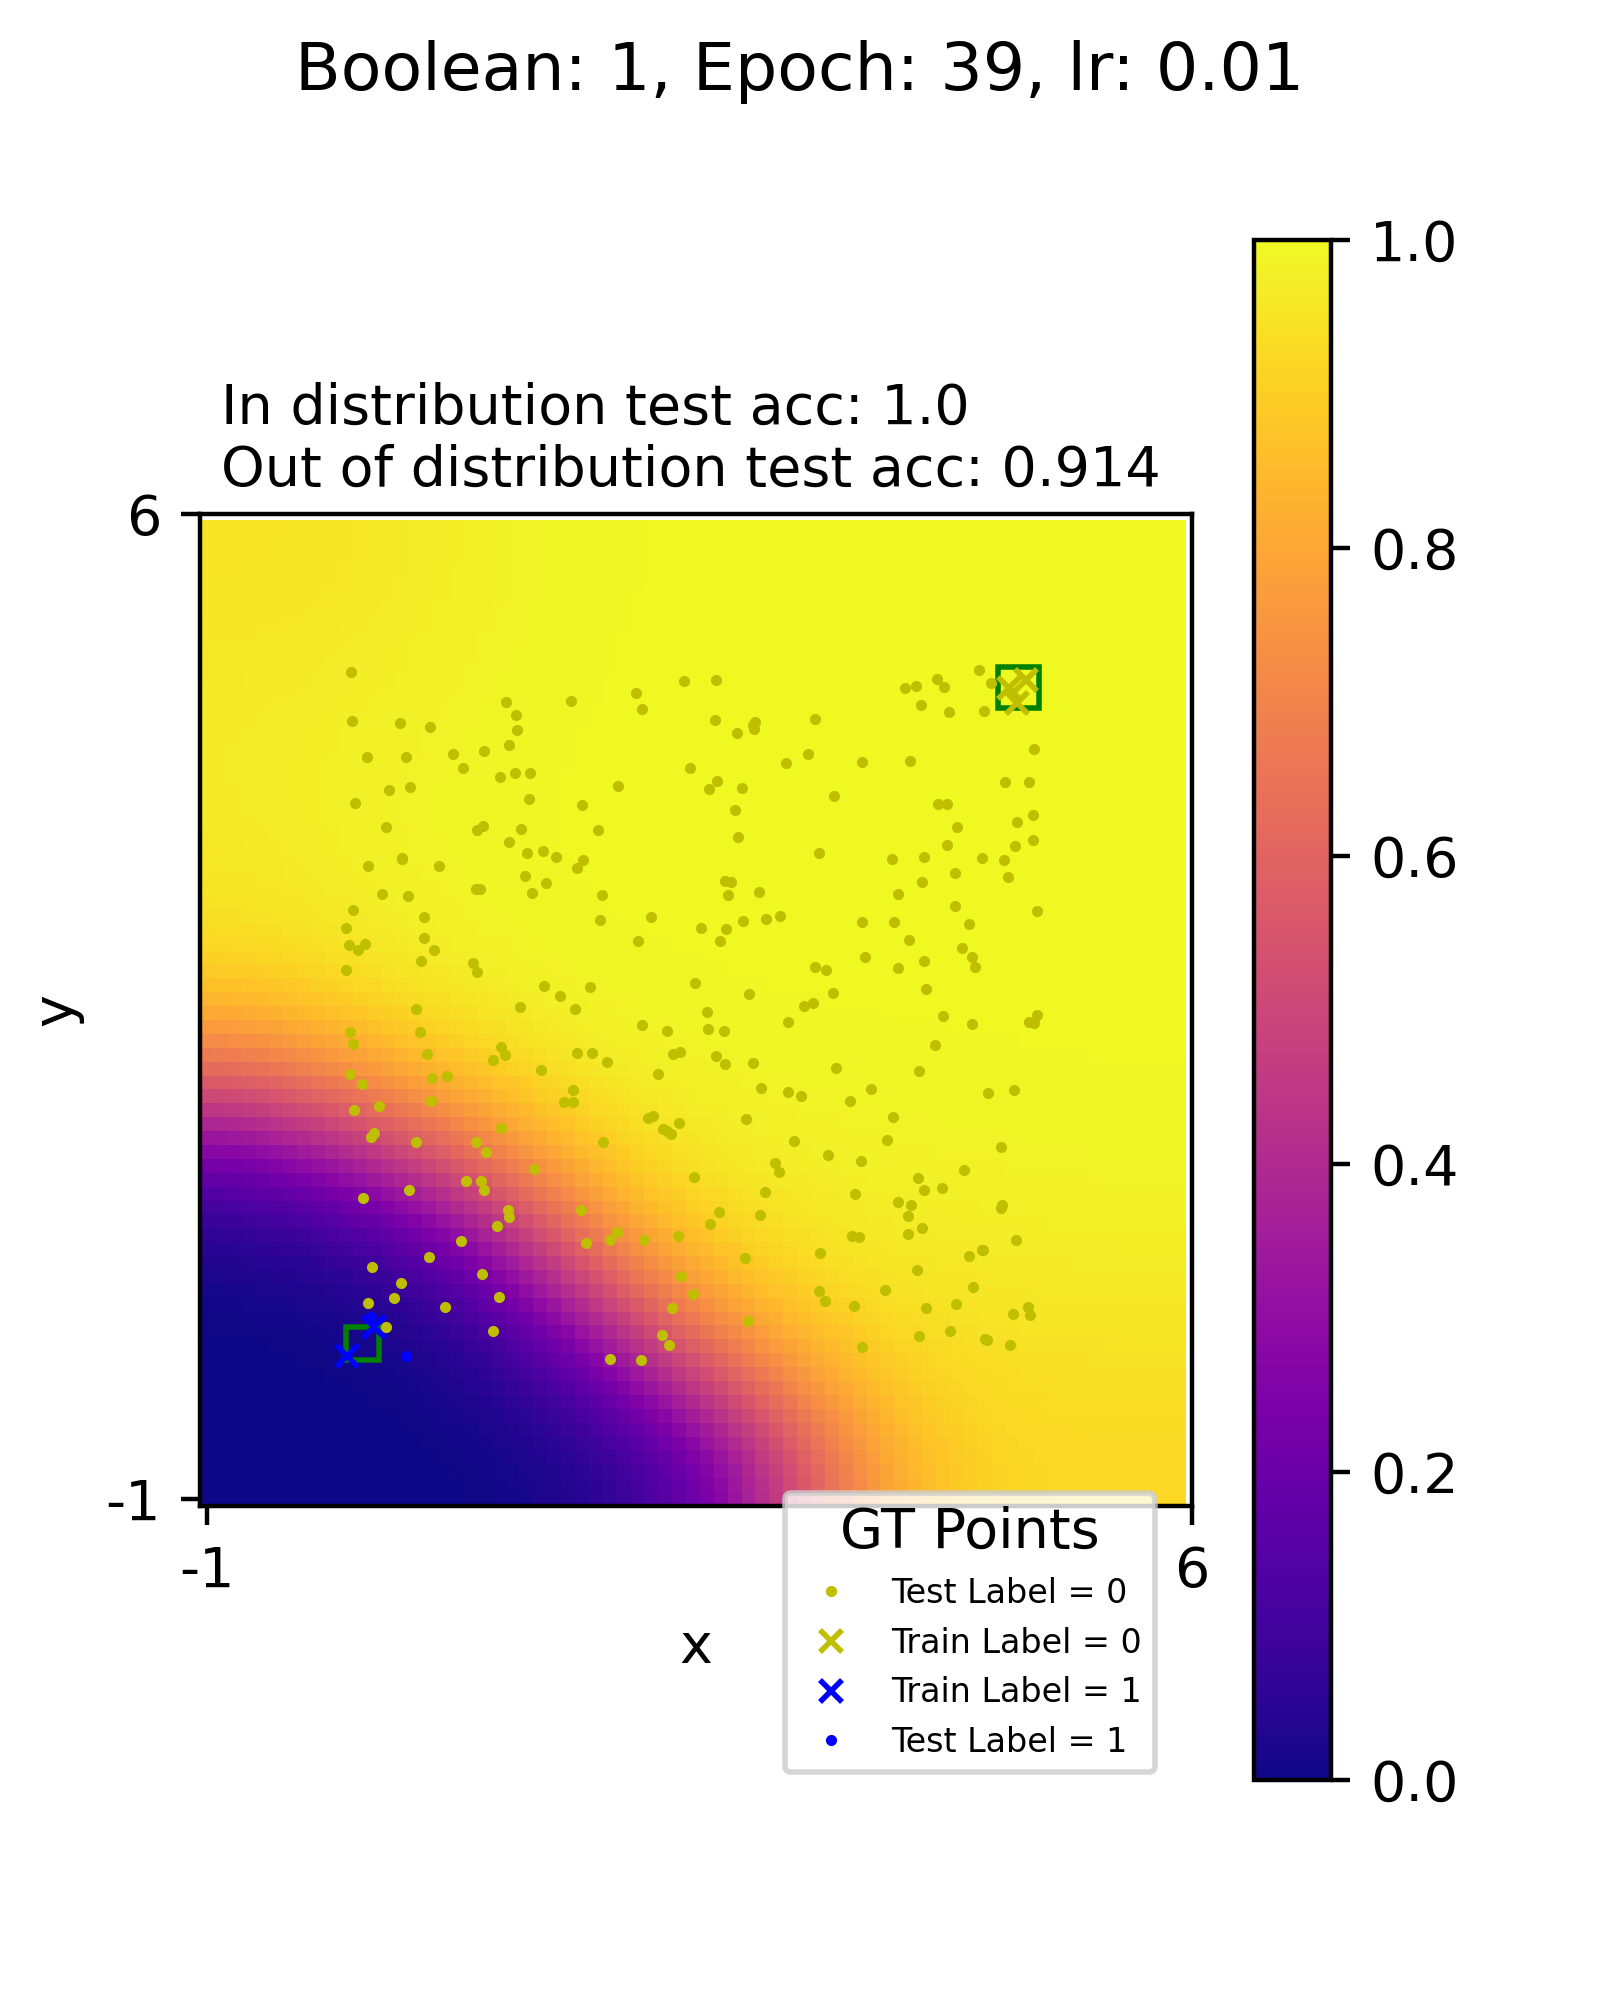 Boolean: 1, Epoch: 39, lr: 0.01
In distribution test acc: 1.0
Out of distribution test acc: 0.914
6
y
-1
-1
6
x
GT Points
Test Label = 0
Train Label = 0
Train Label = 1
Test Label = 1
1.0
0.8
0.6
0.4
0.2
0.0